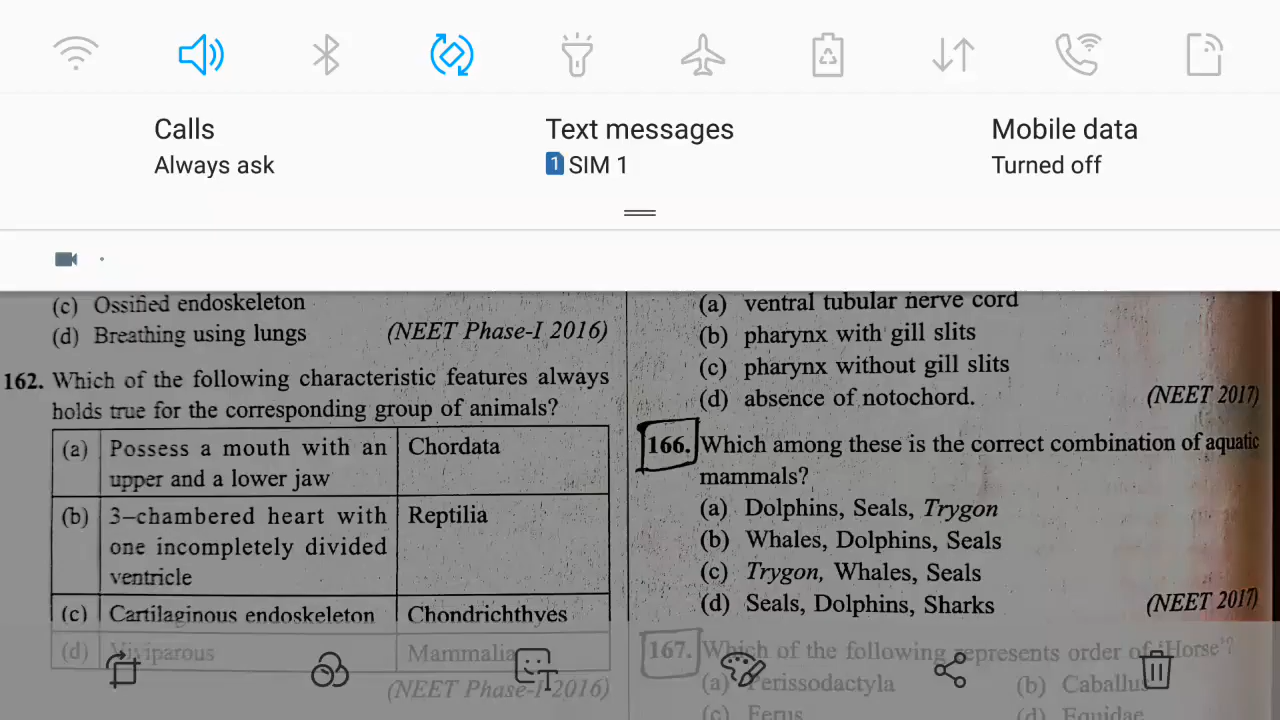 Calls
Always ask
Text messages
1 SIM 1
Mobile data
Turned off
(c) Ossified endoskeleton
(d) Breathing using lungs (NEET Phase-I 2016)
162. Which of the following characteristic features always
holds true for the corresponding group of animals?
(a) Possess a mouth with an Chordata
upper and a lower jaw
(b) 3–chambered heart with Reptilia
one incompletely divided
ventricle
(c) Cartilaginous endoskeleton Chondrichthyes
(d) Viviparous Mammalia
(NEET Phase-I 2016)
(a) ventral tubular nerve cord
(b) pharynx with gill slits
(c) pharynx without gill slits
(d) absence of notochord. (NEET 2017)
166. Which among these is the correct combination of aquatic
mammals?
(a) Dolphins, Seals, Trygon
(b) Whales, Dolphins, Seals
(c) Trygon, Whales, Seals
(d) Seals, Dolphins, Sharks (NEET 2017)
167. Which of the following represents order of 'Horse'?
(a) Perissodactyla (b) Caballus
(c) Ferus (d) Equidae